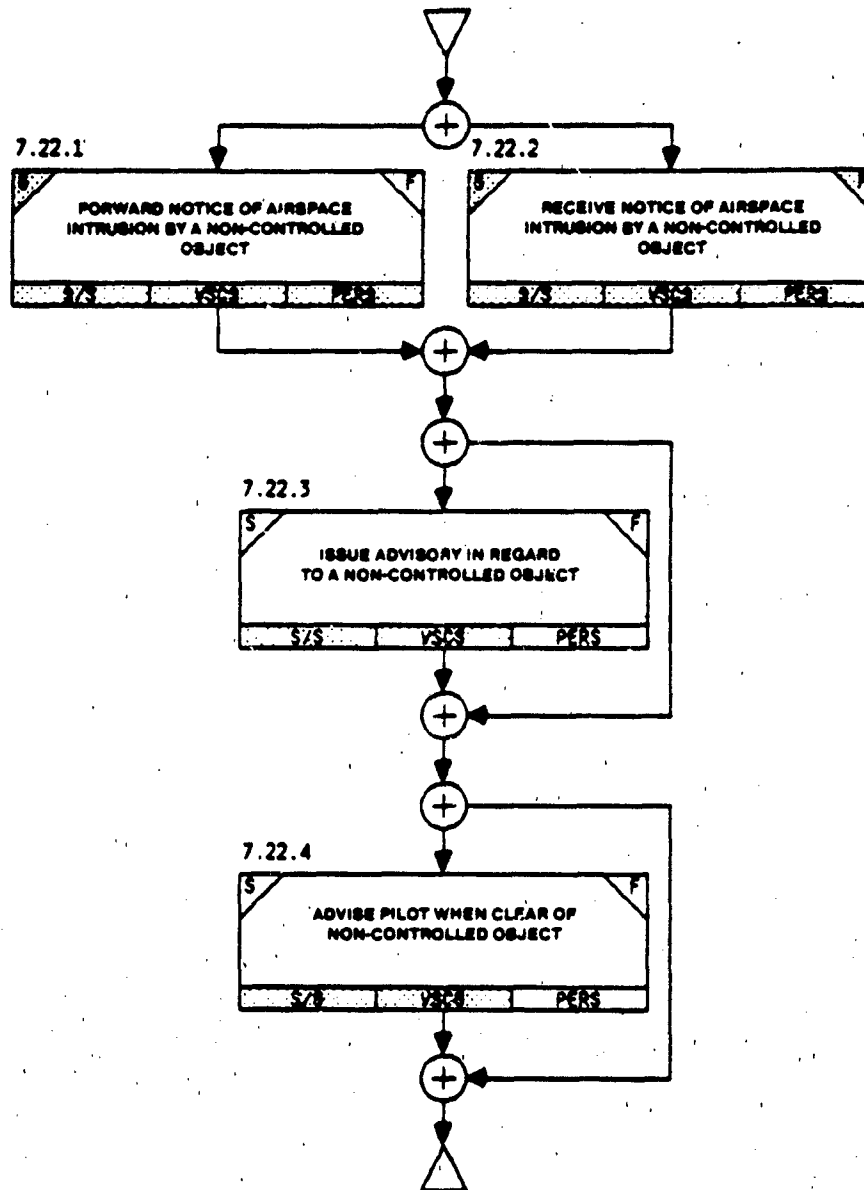 7.22.1
7.22.2
S F
S
FORWARD NOTICE OF AIRSPACE
INTRUSION BY A NON-CONTROLLED
OBJECT
RECEIVE NOTICE OF AIRSPACE
INTRUSION BY A NON-CONTROLLED
OBJECT
S/S VSCS PERS
S/S VSCS PERS
7.22.3
S F
ISSUE ADVISORY IN REGARD
TO A NON-CONTROLLED OBJECT
S/S VSCS PERS
7.22.4
S F
ADVISE PILOT WHEN CLEAR OF
NON-CONTROLLED OBJECT
S/S VSCS PERS